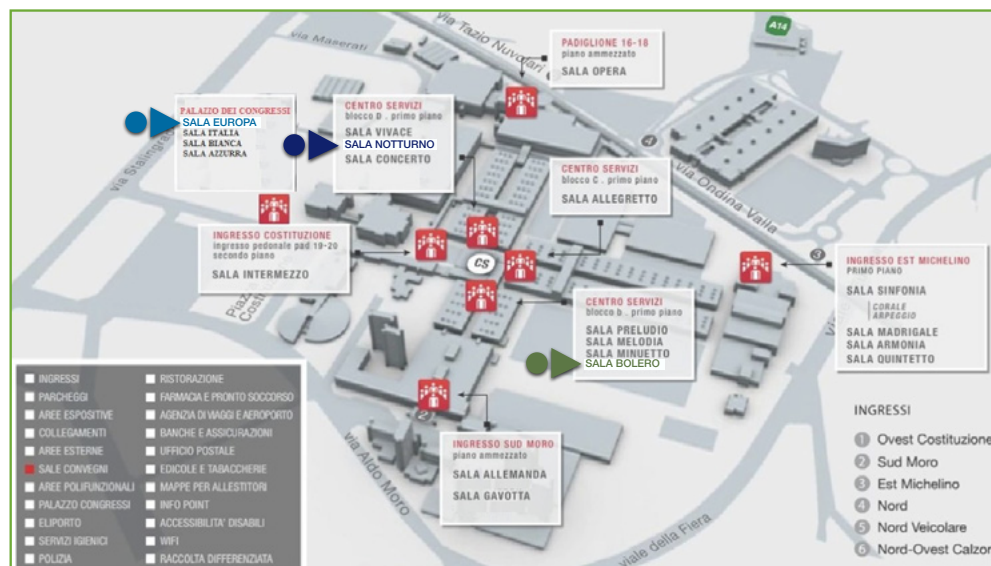 A14
via Tazio Nuvolari
via Maserati
PADIGLIONE 16-18
piano ammezzato
SALA OPERA
PALAZZO DEI CONGRESSI
SALA EUROPA
SALA ITALIA
SALA BIANCA
SALA AZZURRA
CENTRO SERVIZI
blocco D . primo piano
SALA VIVACE
SALA NOTTURNO
SALA CONCERTO
via Stalingrado
4
via Ondina Valla
CENTRO SERVIZI
blocco C . primo piano
SALA ALLEGRETTO
INGRESSO COSTITUZIONE
ingresso pedonale pad 19-20
secondo piano
SALA INTERMEZZO
CS
3
INGRESSO EST MICHELINO
PRIMO PIANO
SALA SINFONIA
CORALE
ARPEGGIO
SALA MADRIGALE
SALA ARMONIA
SALA QUINTETTO
Piazza
CENTRO SERVIZI
blocco b . primo piano
SALA PRELUDIO
SALA MELODIA
SALA MINUETTO
SALA BOLERO
2
INGRESSO SUD MORO
piano ammezzato
SALA ALLEMANDA
SALA GAVOTTA
via Aldo Moro
viale della Fiera
INGRESSI
PARCHEGGI
AREE ESPOSITIVE
COLLEGAMENTI
AREE ESTERNE
SALE CONVEGNI
AREE POLIFUNZIONALI
PALAZZO CONGRESSI
ELIPORTO
SERVIZI IGIENICI
POLIZIA
RISTORAZIONE
FARMACIA E PRONTO SOCCORSO
AGENZIA DI VIAGGI E AEROPORTO
BANCHE E ASSICURAZIONI
UFFICIO POSTALE
EDICOLE E TABACCHERIE
MAPPE PER ALLESTITORI
INFO POINT
ACCESSIBILITA' DISABILI
WIFI
RACCOLTA DIFFERENZIATA
INGRESSI
1 Ovest Costituzione
2 Sud Moro
3 Est Michelino
4 Nord
5 Nord Veicolare
6 Nord-Ovest Calzon